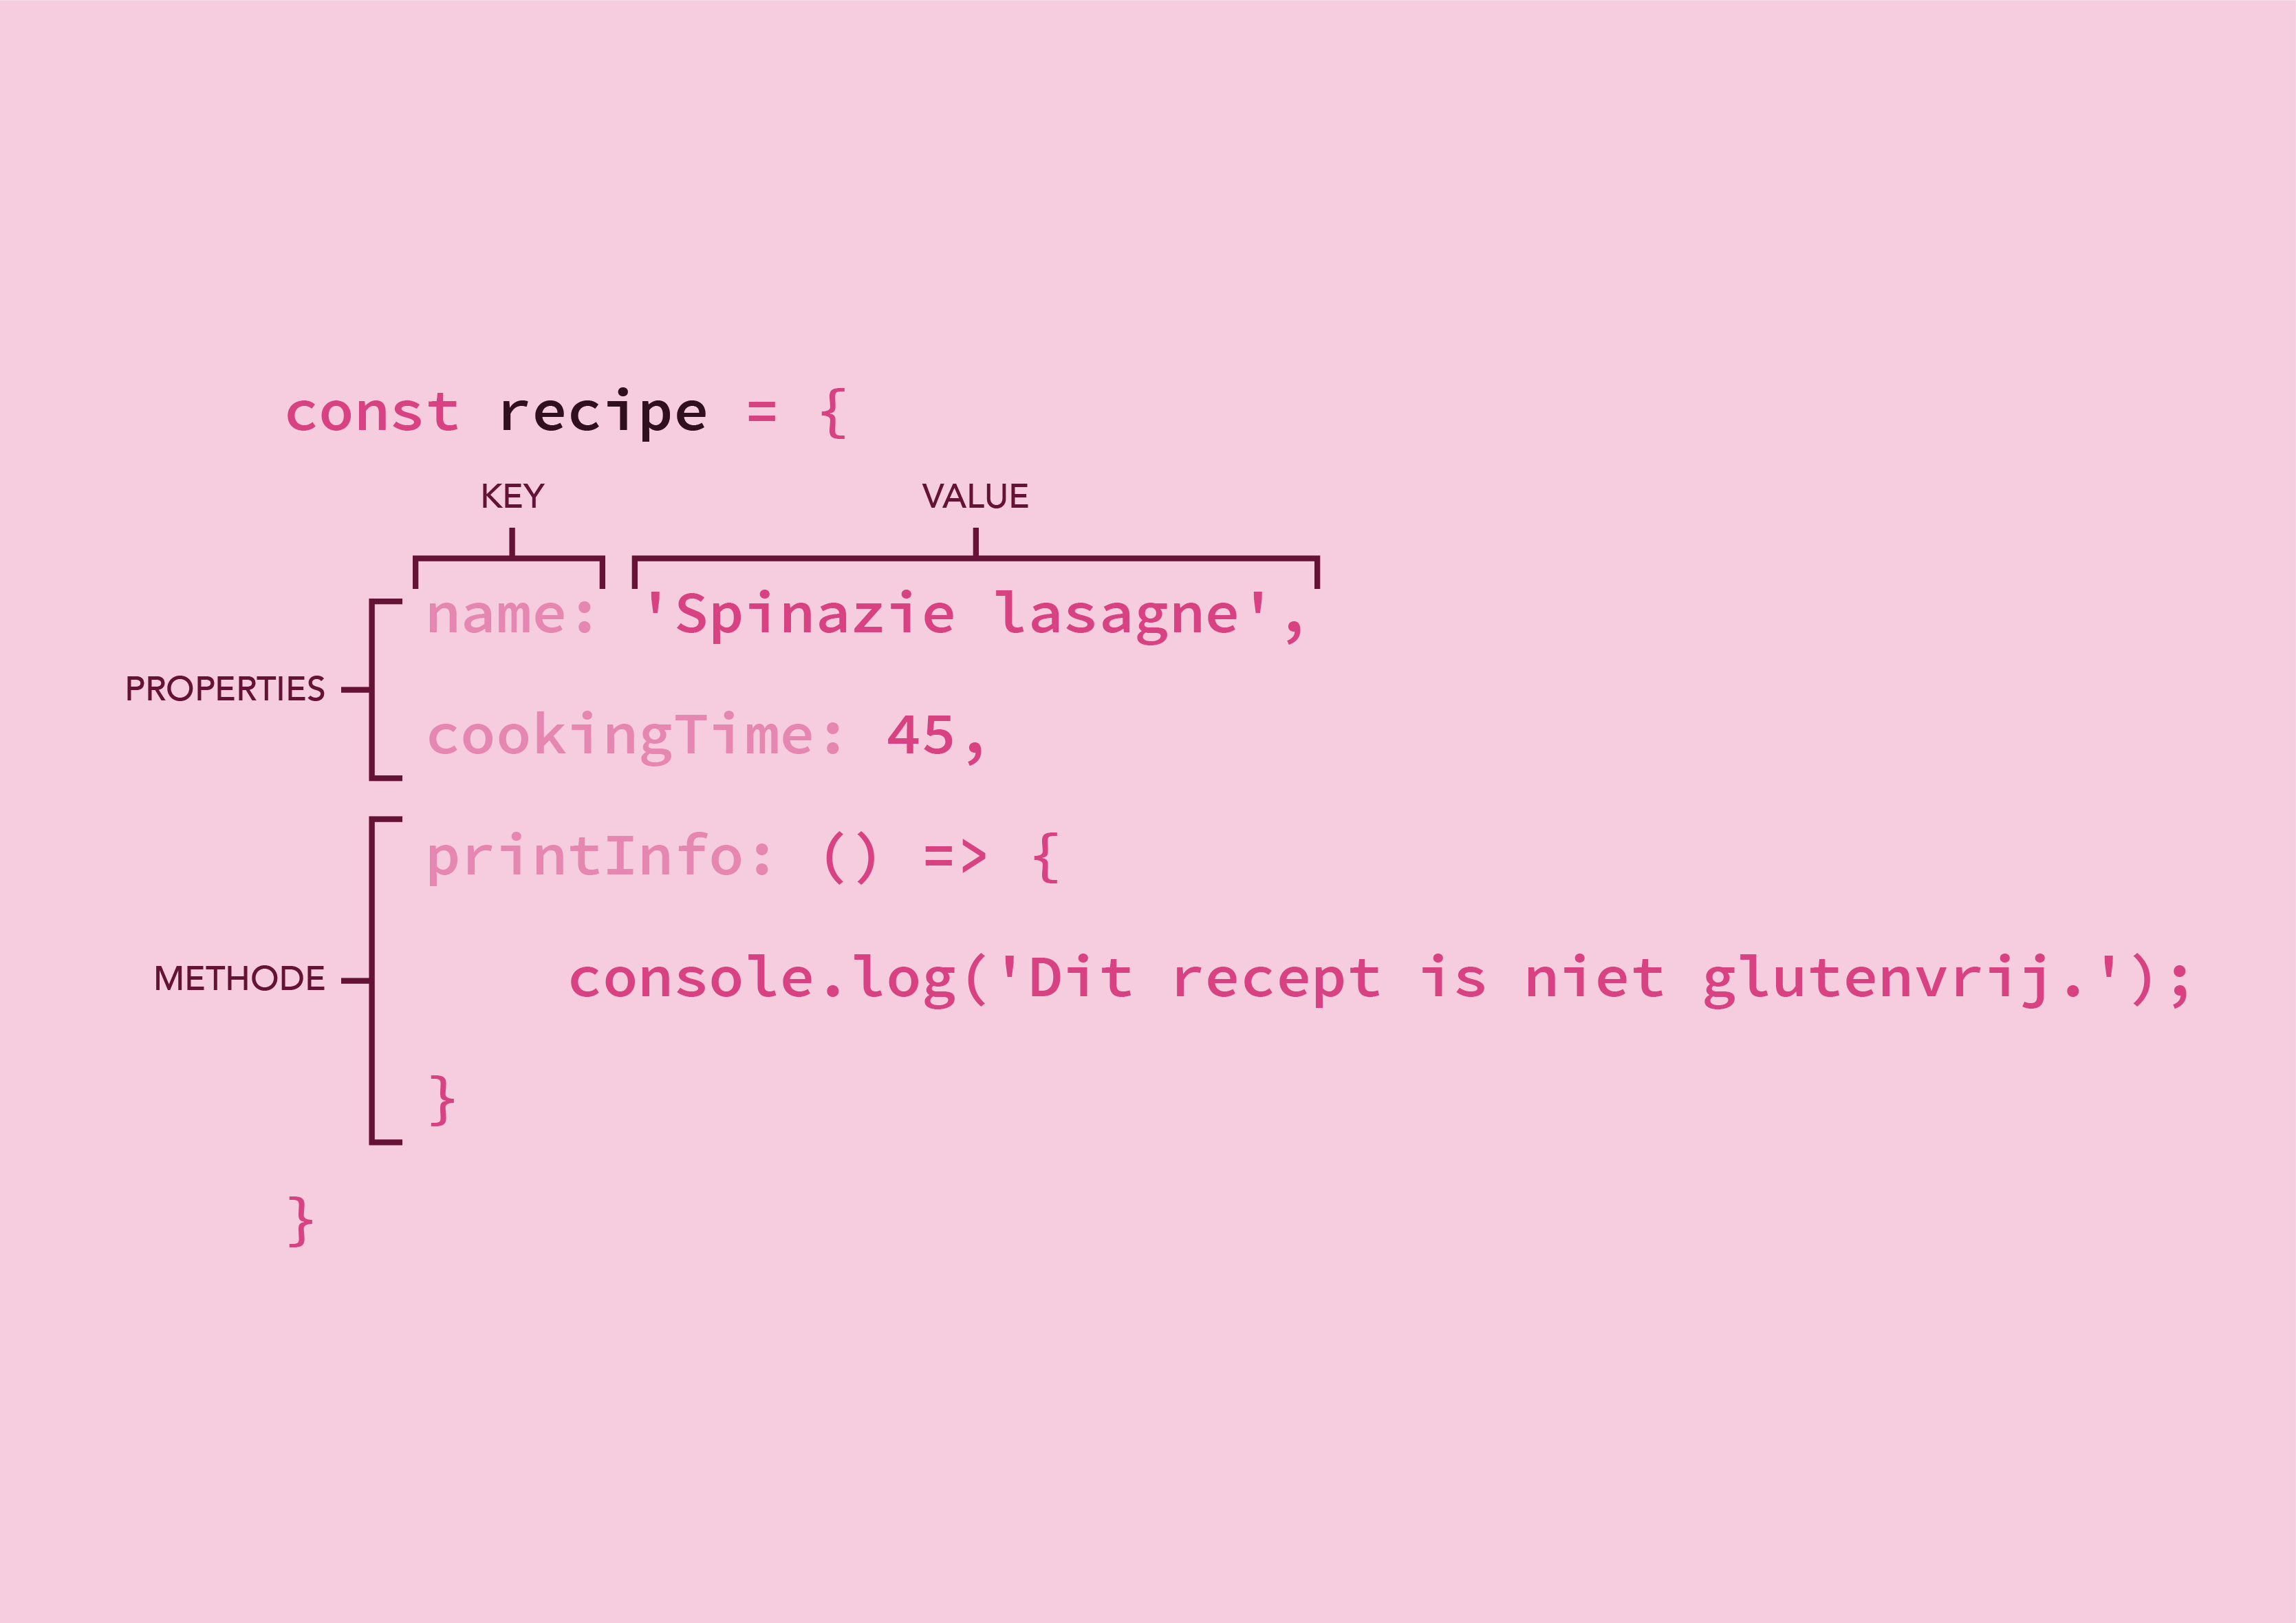 const recipe = {
KEY VALUE
name: 'Spinazie lasagne',
PROPERTIES
cookingTime: 45,
printInfo: () => {
METHODE console.log('Dit recept is niet glutenvrij.');
}
}